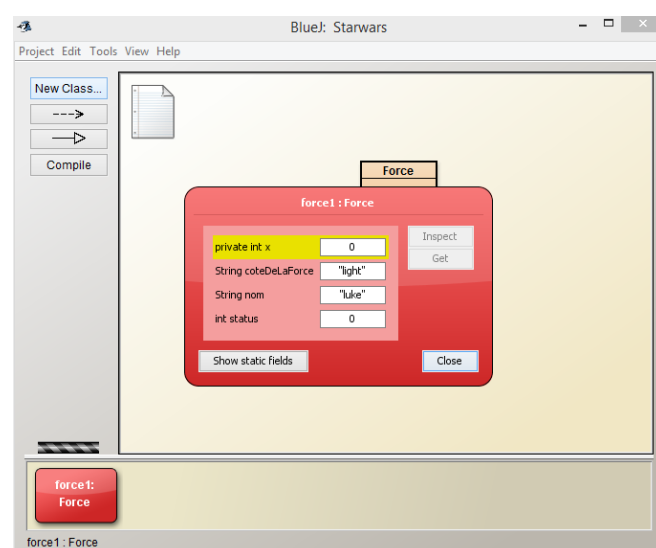 BlueJ: Starwars
Project Edit Tools View Help
New Class...
Compile
Force
force1 : Force
private int x 0
String coteDeLaForce "light"
String nom "luke"
int status 0
Inspect
Get
Show static fields
Close
force1:
Force
force1 : Force